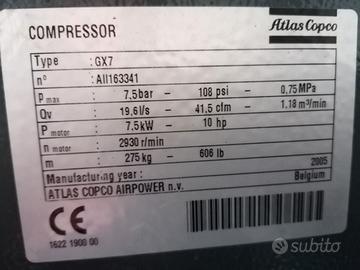 COMPRESSOR
Atlas Copco
Type : GX7
n° : AII163341
P max : 7,5bar - 108 psi - 0.75 MPa
Qv : 19,6l/s - 41,5 cfm - 1.18 m³/min
P motor : 7.5kW - 10 hp
n motor : 2930 r/min
m : 275kg - 606 lb
Manufacturing year : 2005
ATLAS COPCO AIRPOWER n.v. Belgium
CE
1622 1900 00
subito